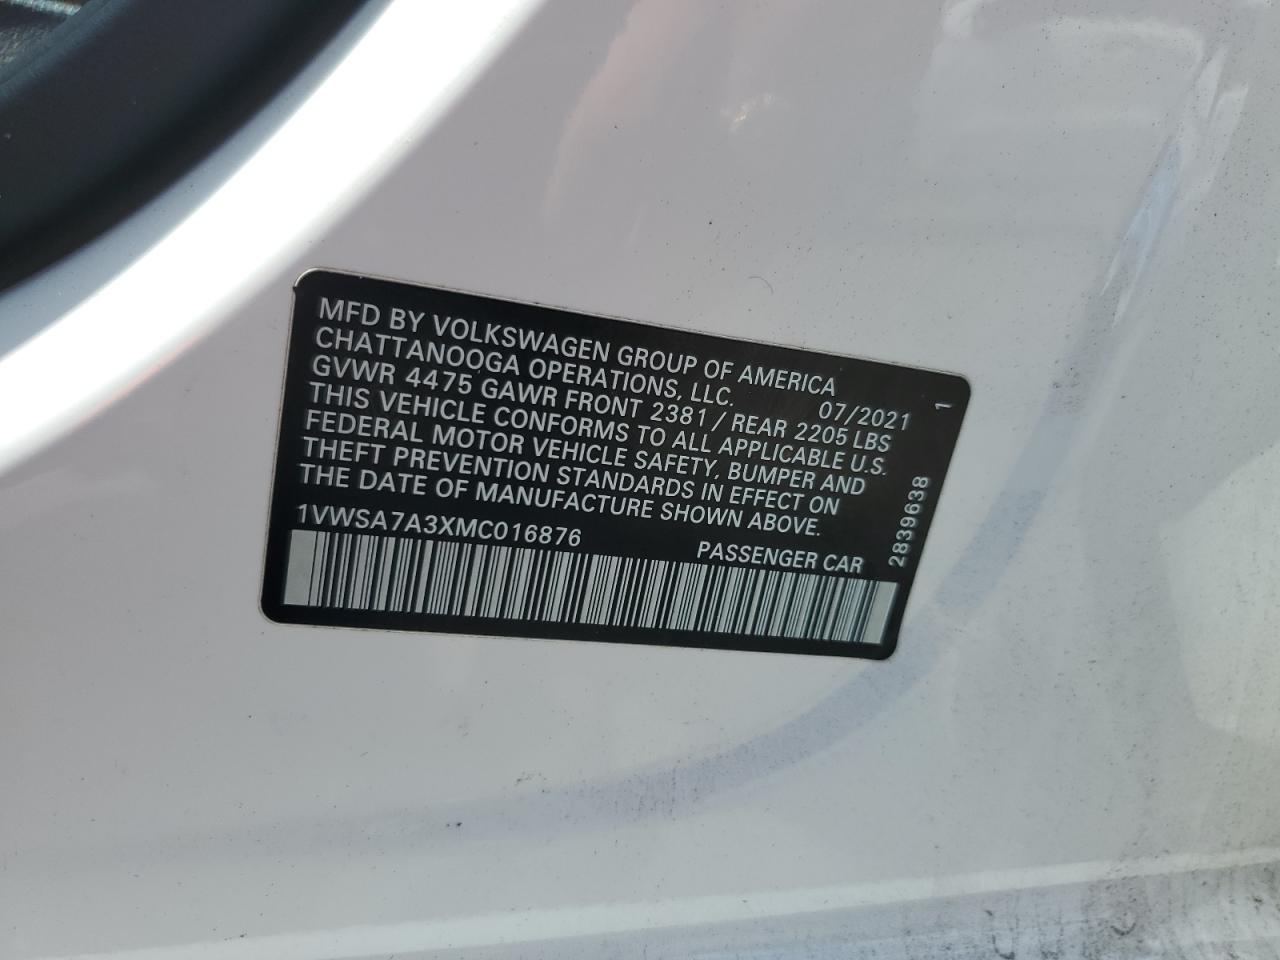 MFD BY VOLKSWAGEN GROUP OF AMERICA
CHATTANOOGA OPERATIONS, LLC. 07/2021 1
GVWR 4475 GAWR FRONT 2381 / REAR 2205 LBS
THIS VEHICLE CONFORMS TO ALL APPLICABLE U.S.
FEDERAL MOTOR VEHICLE SAFETY, BUMPER AND
THEFT PREVENTION STANDARDS IN EFFECT ON
THE DATE OF MANUFACTURE SHOWN ABOVE.
1VWSA7A3XMC016876 PASSENGER CAR
2839638